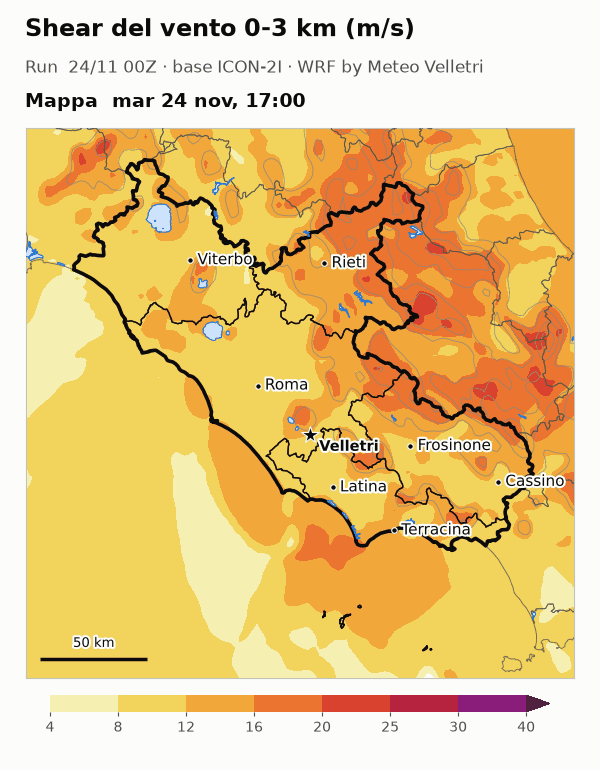 Shear del vento 0-3 km (m/s)
Run  24/11 00Z · base ICON-2I · WRF by Meteo Velletri
Mappa  mar 24 nov, 17:00
Viterbo
Rieti
Roma
Velletri
Frosinone
Cassino
Latina
Terracina
50 km
4 8 12 16 20 25 30 40